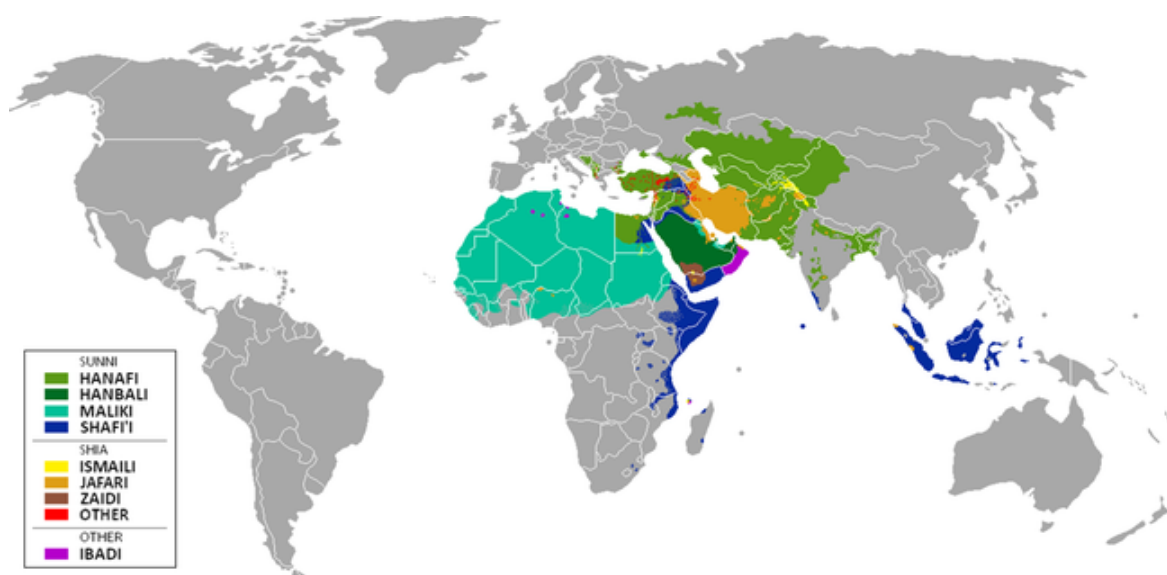 SUNNI
HANAFI
HANBALI
MALIKI
SHAFI'I
SHIA
ISMAILI
JAFARI
ZAIDI
OTHER
OTHER
IBADI